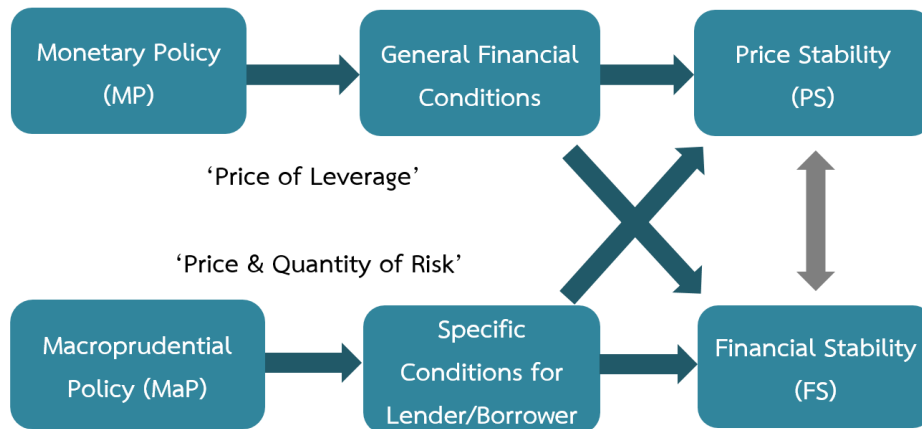 Monetary Policy
(MP)
General Financial
Conditions
Price Stability
(PS)
‘Price of Leverage’
‘Price & Quantity of Risk’
Macroprudential
Policy (MaP)
Specific
Conditions for
Lender/Borrower
Financial Stability
(FS)